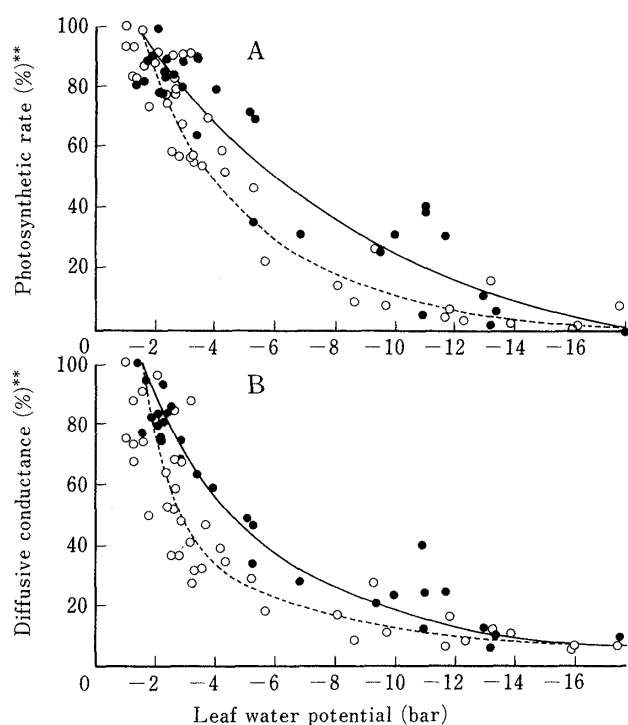 A
Photosynthetic rate (%)**
100
80
60
40
20
0
−2 −4 −6 −8 −10 −12 −14 −16
B
Diffusive conductance (%)**
100
80
60
40
20
0
−2 −4 −6 −8 −10 −12 −14 −16
Leaf water potential (bar)